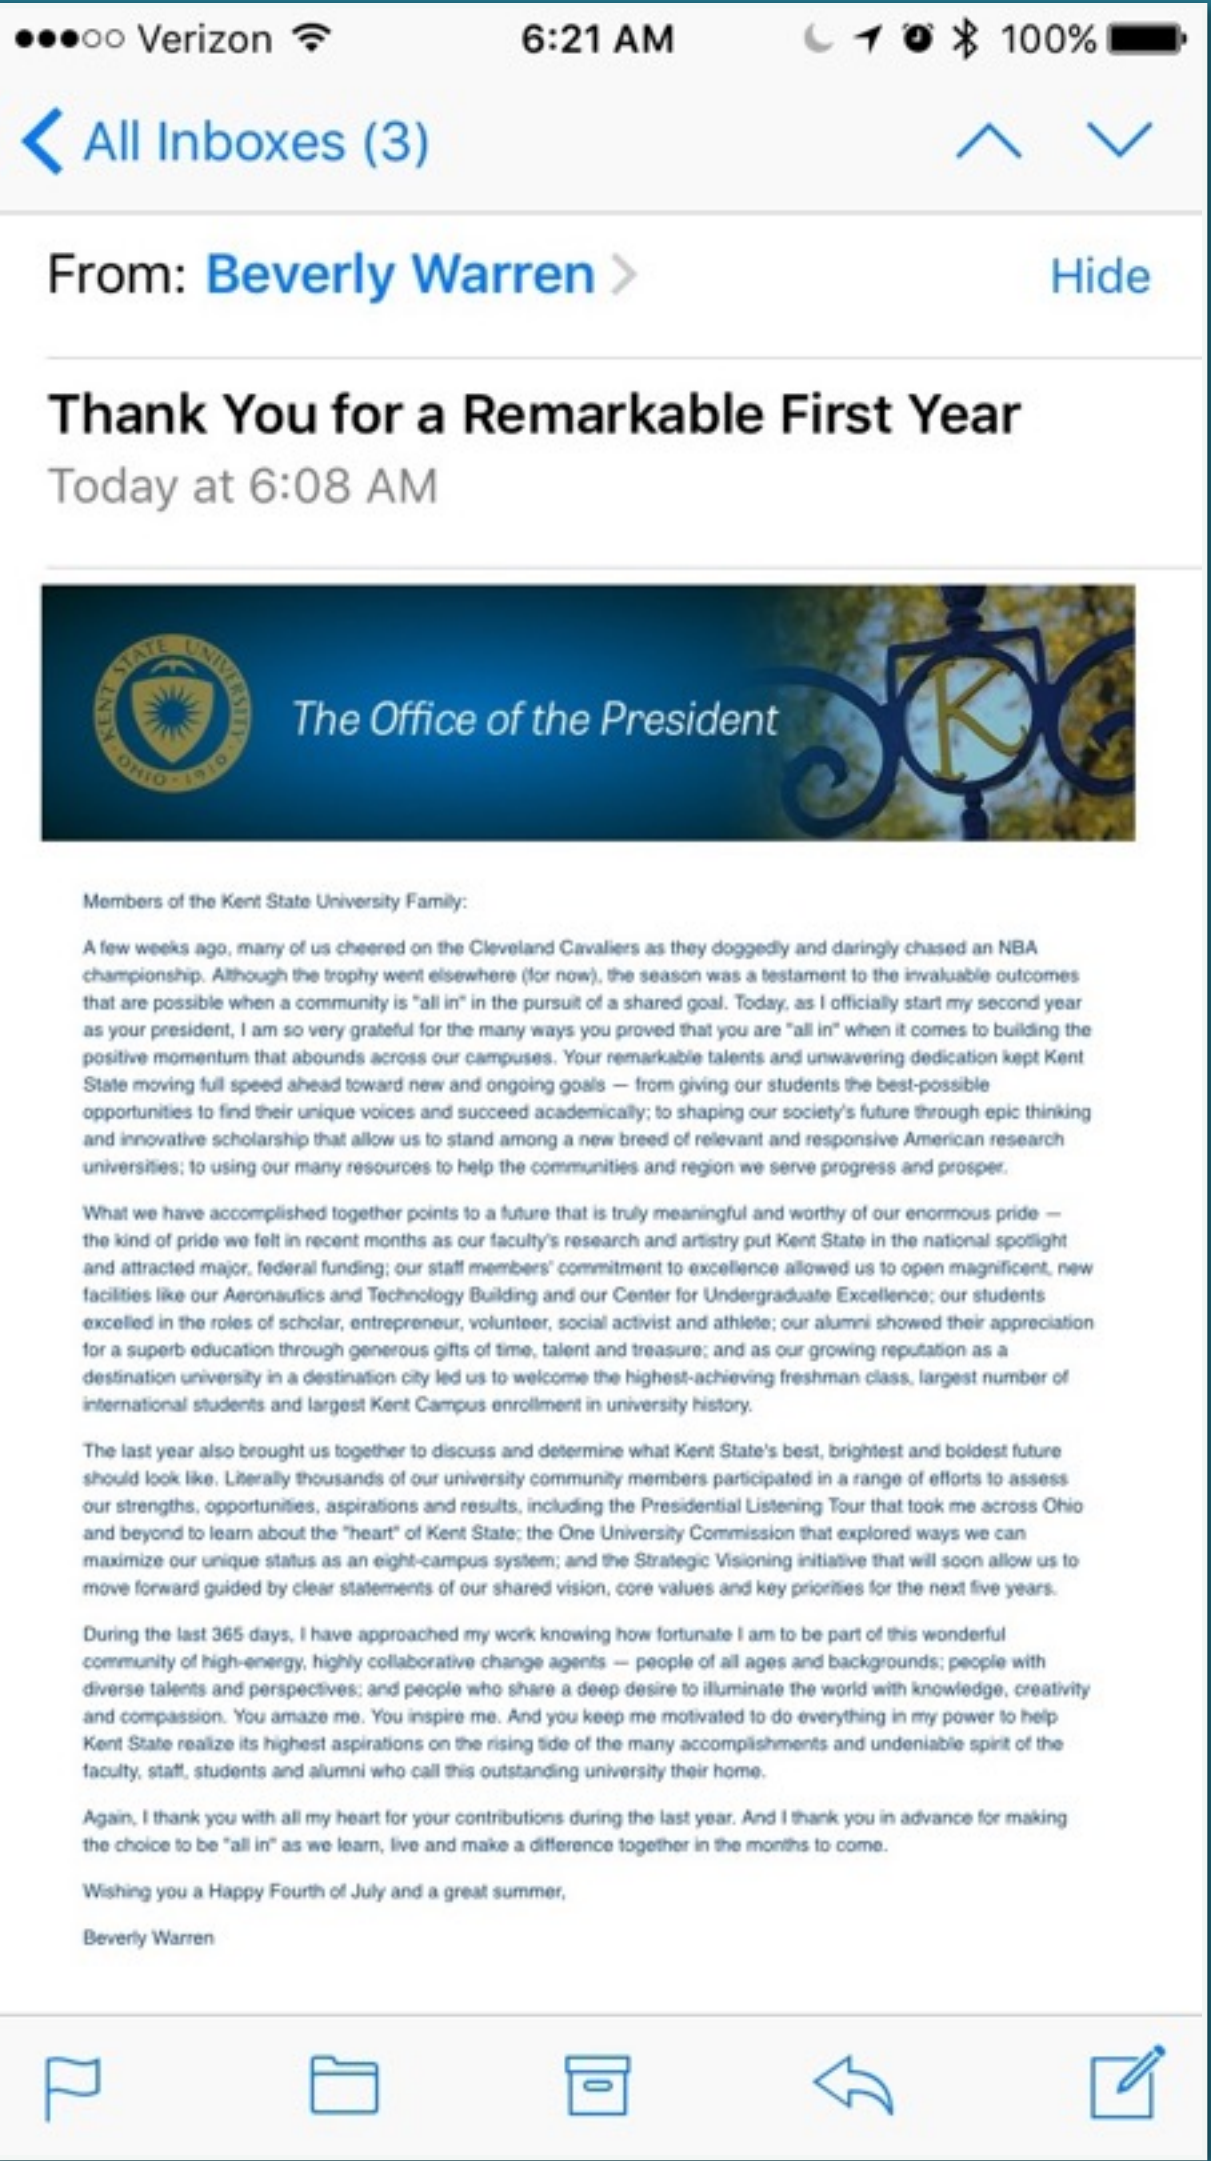 Verizon 6:21 AM 100%
All Inboxes (3)
From: Beverly Warren Hide
Thank You for a Remarkable First Year
Today at 6:08 AM
KENT STATE UNIVERSITY
OHIO · 1910
The Office of the President
K
Members of the Kent State University Family:
A few weeks ago, many of us cheered on the Cleveland Cavaliers as they doggedly and daringly chased an NBA
championship. Although the trophy went elsewhere (for now), the season was a testament to the invaluable outcomes
that are possible when a community is "all in" in the pursuit of a shared goal. Today, as I officially start my second year
as your president, I am so very grateful for the many ways you proved that you are "all in" when it comes to building the
positive momentum that abounds across our campuses. Your remarkable talents and unwavering dedication kept Kent
State moving full speed ahead toward new and ongoing goals — from giving our students the best-possible
opportunities to find their unique voices and succeed academically; to shaping our society's future through epic thinking
and innovative scholarship that allow us to stand among a new breed of relevant and responsive American research
universities; to using our many resources to help the communities and region we serve progress and prosper.
What we have accomplished together points to a future that is truly meaningful and worthy of our enormous pride —
the kind of pride we felt in recent months as our faculty's research and artistry put Kent State in the national spotlight
and attracted major, federal funding; our staff members' commitment to excellence allowed us to open magnificent, new
facilities like our Aeronautics and Technology Building and our Center for Undergraduate Excellence; our students
excelled in the roles of scholar, entrepreneur, volunteer, social activist and athlete; our alumni showed their appreciation
for a superb education through generous gifts of time, talent and treasure; and as our growing reputation as a
destination university in a destination city led us to welcome the highest-achieving freshman class, largest number of
international students and largest Kent Campus enrollment in university history.
The last year also brought us together to discuss and determine what Kent State's best, brightest and boldest future
should look like. Literally thousands of our university community members participated in a range of efforts to assess
our strengths, opportunities, aspirations and results, including the Presidential Listening Tour that took me across Ohio
and beyond to learn about the "heart" of Kent State; the One University Commission that explored ways we can
maximize our unique status as an eight-campus system; and the Strategic Visioning initiative that will soon allow us to
move forward guided by clear statements of our shared vision, core values and key priorities for the next five years.
During the last 365 days, I have approached my work knowing how fortunate I am to be part of this wonderful
community of high-energy, highly collaborative change agents — people of all ages and backgrounds; people with
diverse talents and perspectives; and people who share a deep desire to illuminate the world with knowledge, creativity
and compassion. You amaze me. You inspire me. And you keep me motivated to do everything in my power to help
Kent State realize its highest aspirations on the rising tide of the many accomplishments and undeniable spirit of the
faculty, staff, students and alumni who call this outstanding university their home.
Again, I thank you with all my heart for your contributions during the last year. And I thank you in advance for making
the choice to be "all in" as we learn, live and make a difference together in the months to come.
Wishing you a Happy Fourth of July and a great summer,
Beverly Warren